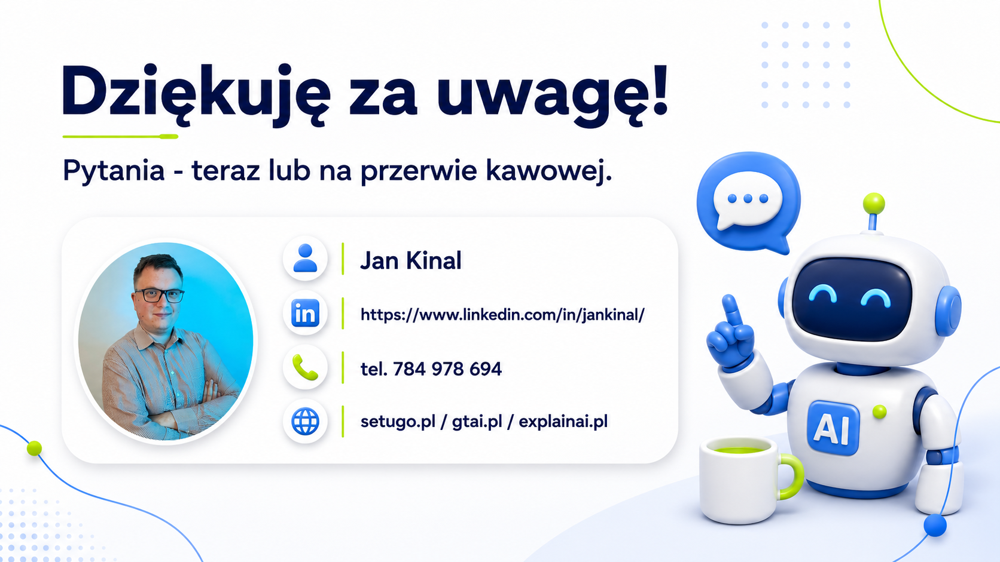 Dziękuję za uwagę!
Pytania - teraz lub na przerwie kawowej.
Jan Kinal
in
https://www.linkedin.com/in/jankinal/
tel. 784 978 694
setugo.pl / gtai.pl / explainai.pl
AI